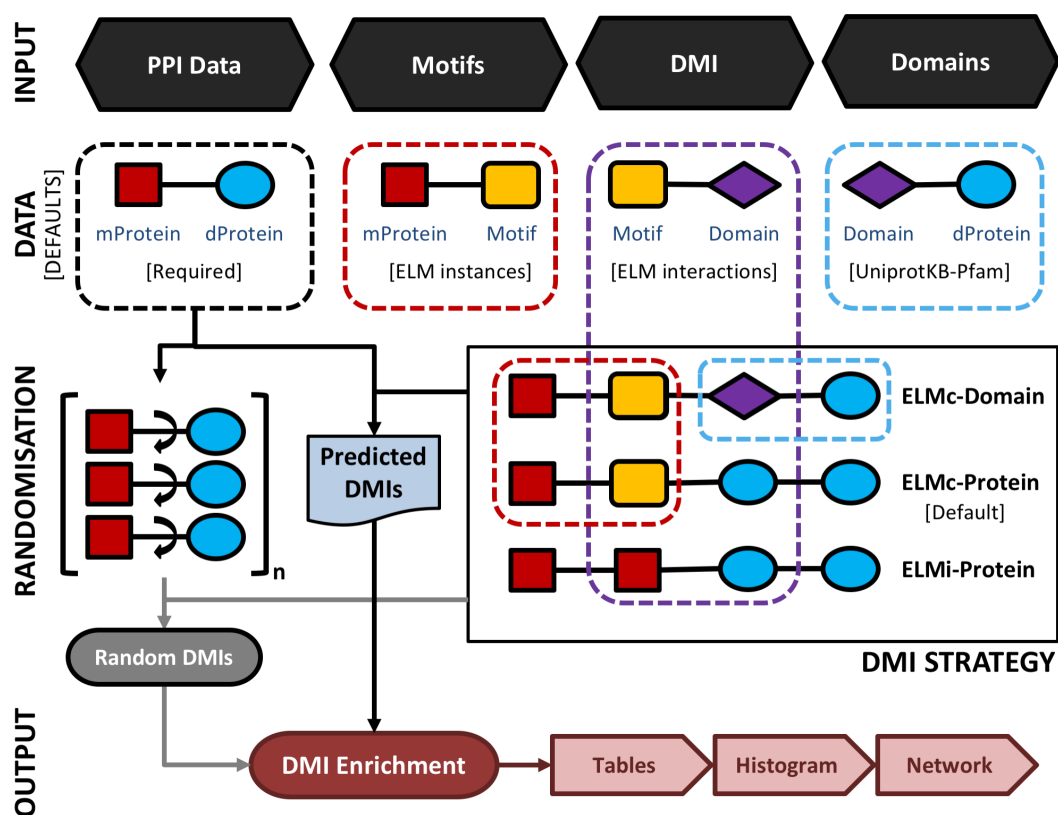 INPUT
PPI Data
Motifs
DMI
Domains
DATA
[DEFAULTS]
mProtein
dProtein
[Required]
mProtein
Motif
[ELM instances]
Motif
Domain
[ELM interactions]
Domain
dProtein
[UniprotKB-Pfam]
RANDOMISATION
n
Predicted
DMIs
ELMc-Domain
ELMc-Protein
[Default]
ELMi-Protein
DMI STRATEGY
Random DMIs
OUTPUT
DMI Enrichment
Tables
Histogram
Network